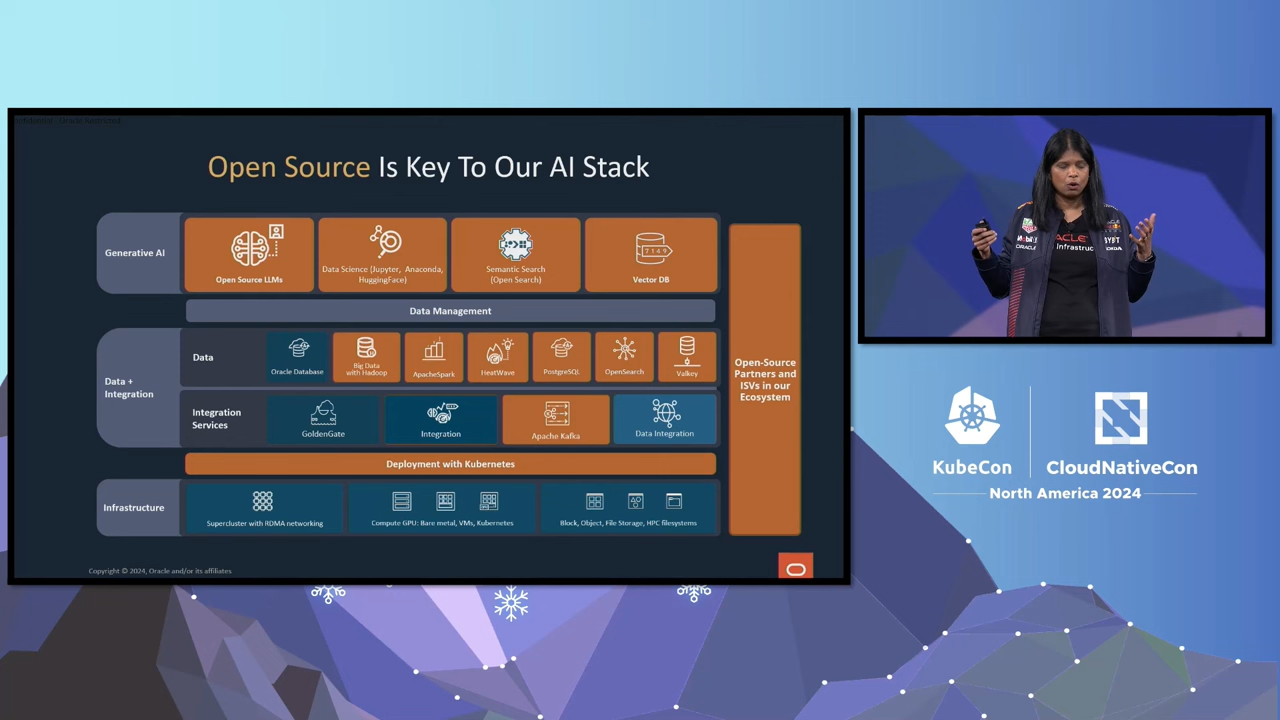 Open Source Is Key To Our AI Stack
Generative AI
Open Source LLMs
Data Science (Jupyter, Anaconda,
HuggingFace)
Semantic Search
(Open Search)
Vector DB
Data Management
Data +
Integration
Data
Oracle Database
Big Data
with Hadoop
ApacheSpark
HeatWave
PostgreSQL
OpenSearch
Valkey
Integration
Services
GoldenGate
Integration
Apache Kafka
Data Integration
Deployment with Kubernetes
Infrastructure
Supercluster with RDMA networking
Compute GPU: Bare metal, VMs, Kubernetes
Block, Object, File Storage, HPC filesystems
Open-Source
Partners and
ISVs in our
Ecosystem
Copyright © 2024, Oracle and/or its affiliates
ORACLE
Infrastruc
KubeCon
CloudNativeCon
North America 2024